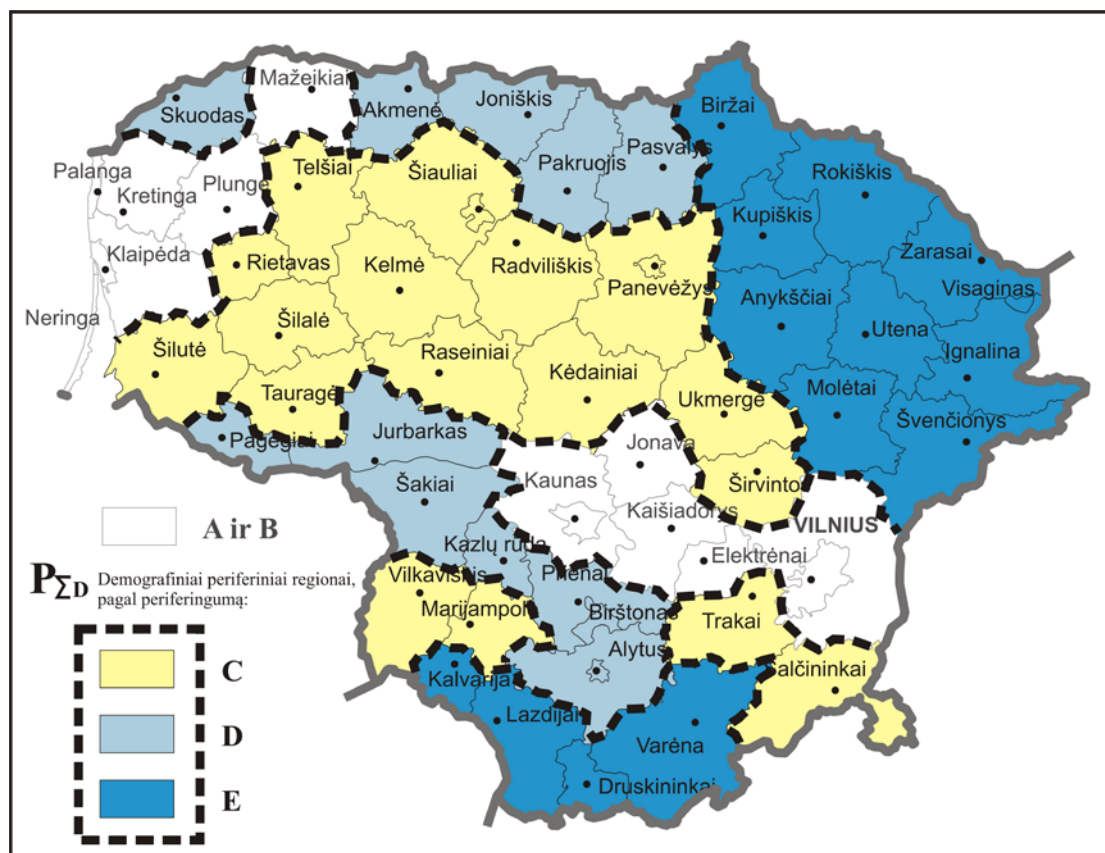 Mažeikiai
Skuodas
Akmenė
Joniškis
Biržai
Pakruojis
Pasvalys
Palanga
Kretinga
Plungė
Telšiai
Šiauliai
Rokiškis
Kupiškis
Klaipėda
Rietavas
Kelmė
Radviliškis
Panevėžys
Zarasai
Visaginas
Anykščiai
Utena
Neringa
Šilutė
Šilalė
Raseiniai
Kėdainiai
Ignalina
Tauragė
Ukmergė
Molėtai
Švenčionys
Pagėgiai
Jurbarkas
Jonava
Šakiai
Kaunas
Širvinto
Kaišiadorys
VILNIUS
Kazlų rūda
Elektrėnai
Vilkaviškis
Prienai
Marijampol
Birštonas
Trakai
Alytus
Šalčininkai
Kalvarija
Lazdijai
Varėna
Druskininkai
A ir B
PΣD Demografiniai periferiniai regionai,
pagal periferingumą:
C
D
E